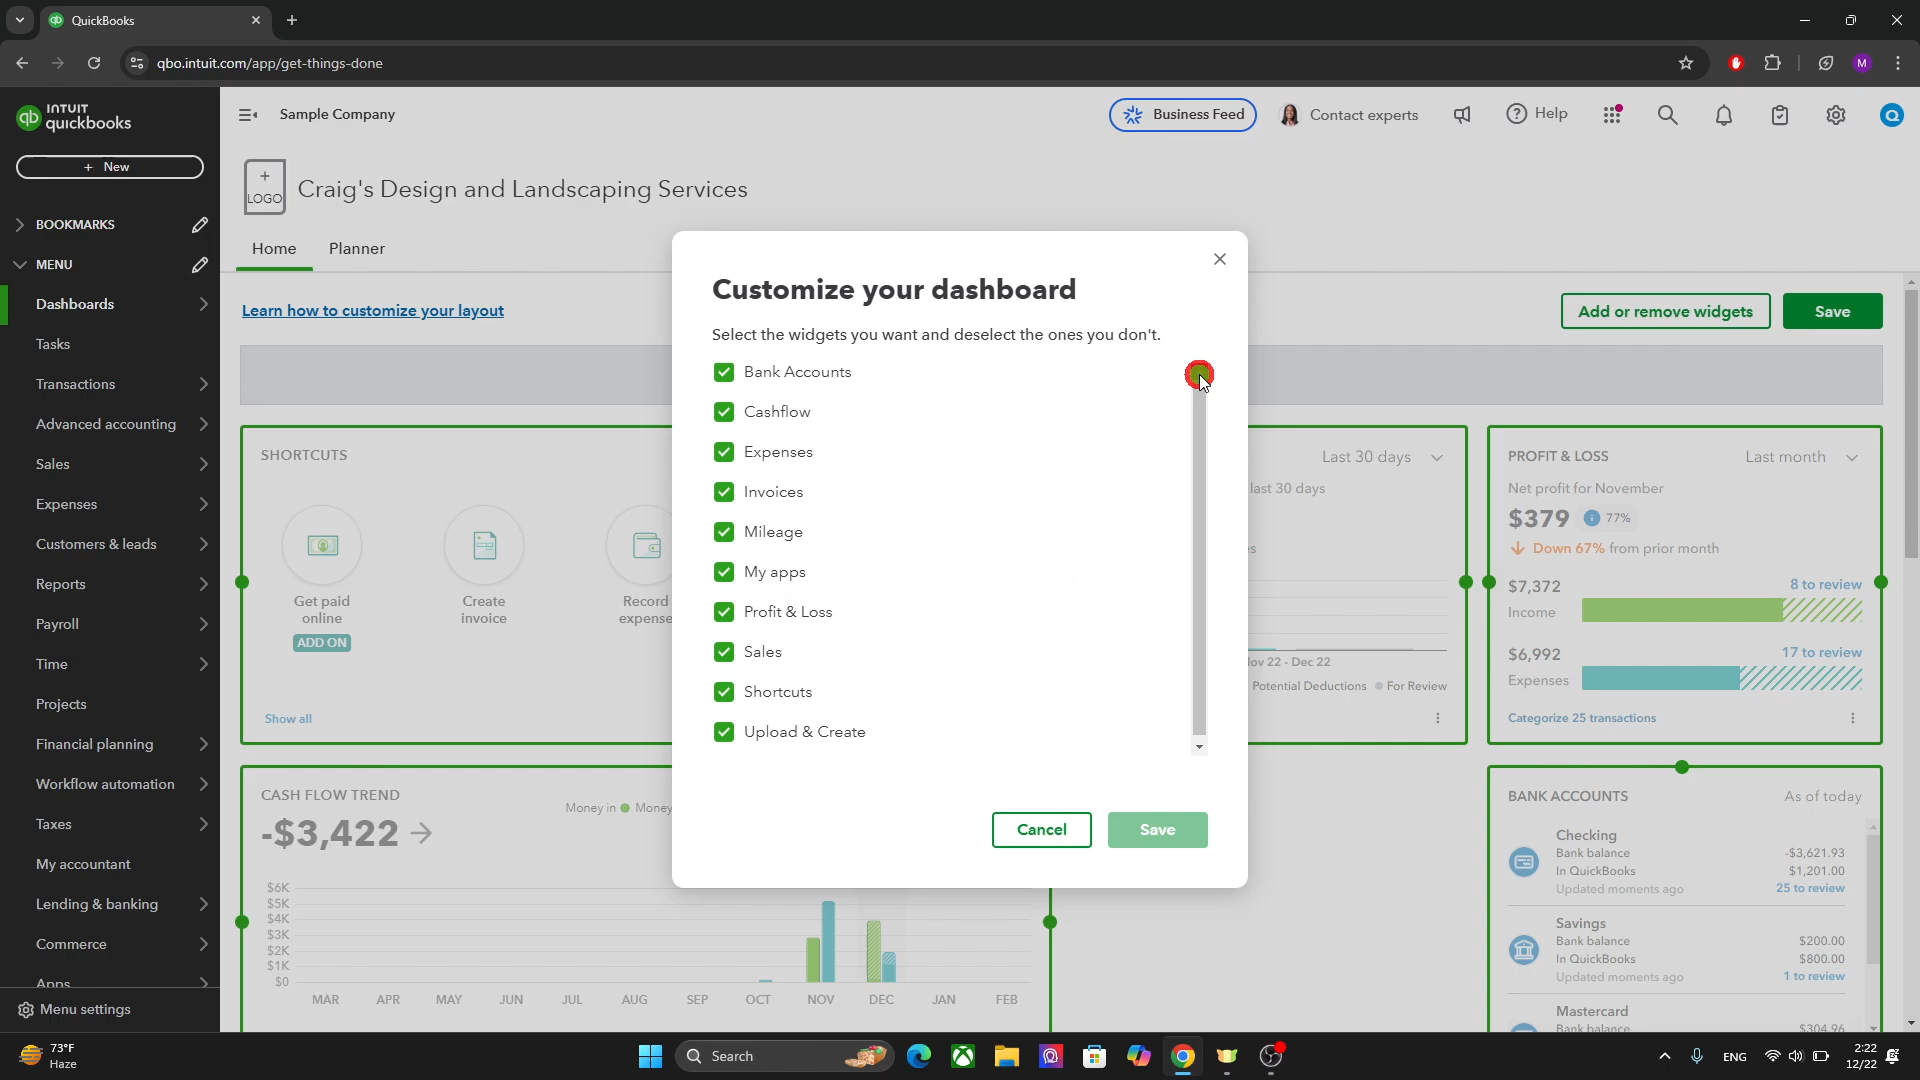 QuickBooks
qbo.intuit.com/app/get-things-done
M
INTUIT
quickbooks
qb
Sample Company
Business Feed
Contact experts
Help
+ New
+
LOGO
Craig's Design and Landscaping Services
BOOKMARKS
Home
Planner
MENU
Dashboards
Tasks
Transactions
Advanced accounting
Sales
Expenses
Customers & leads
Reports
Payroll
Time
Projects
Financial planning
Workflow automation
Taxes
My accountant
Lending & banking
Commerce
Apps
Menu settings
Learn how to customize your layout
Add or remove widgets
Save
Customize your dashboard
Select the widgets you want and deselect the ones you don't.
Bank Accounts
Cashflow
Expenses
Invoices
Mileage
My apps
Profit & Loss
Sales
Shortcuts
Upload & Create
Cancel
Save
SHORTCUTS
Get paid
online
ADD ON
Create
invoice
Record
expense
Show all
Last 30 days
last 30 days
es
Nov 22 - Dec 22
Potential Deductions
For Review
PROFIT & LOSS
Last month
Net profit for November
$379
77%
Down 67% from prior month
$7,372
8 to review
Income
$6,992
17 to review
Expenses
Categorize 25 transactions
CASH FLOW TREND
Money in
Money
-$3,422
$6K
$5K
$4K
$3K
$2K
$1K
$0
MAR APR MAY JUN JUL AUG SEP OCT NOV DEC JAN FEB
BANK ACCOUNTS
As of today
Checking
Bank balance -$3,621.93
In QuickBooks $1,201.00
Updated moments ago 25 to review
Savings
Bank balance $200.00
In QuickBooks $800.00
Updated moments ago 1 to review
Mastercard
Bank balance $304.96
73°F
Haze
Search
ENG
2:22
12/22